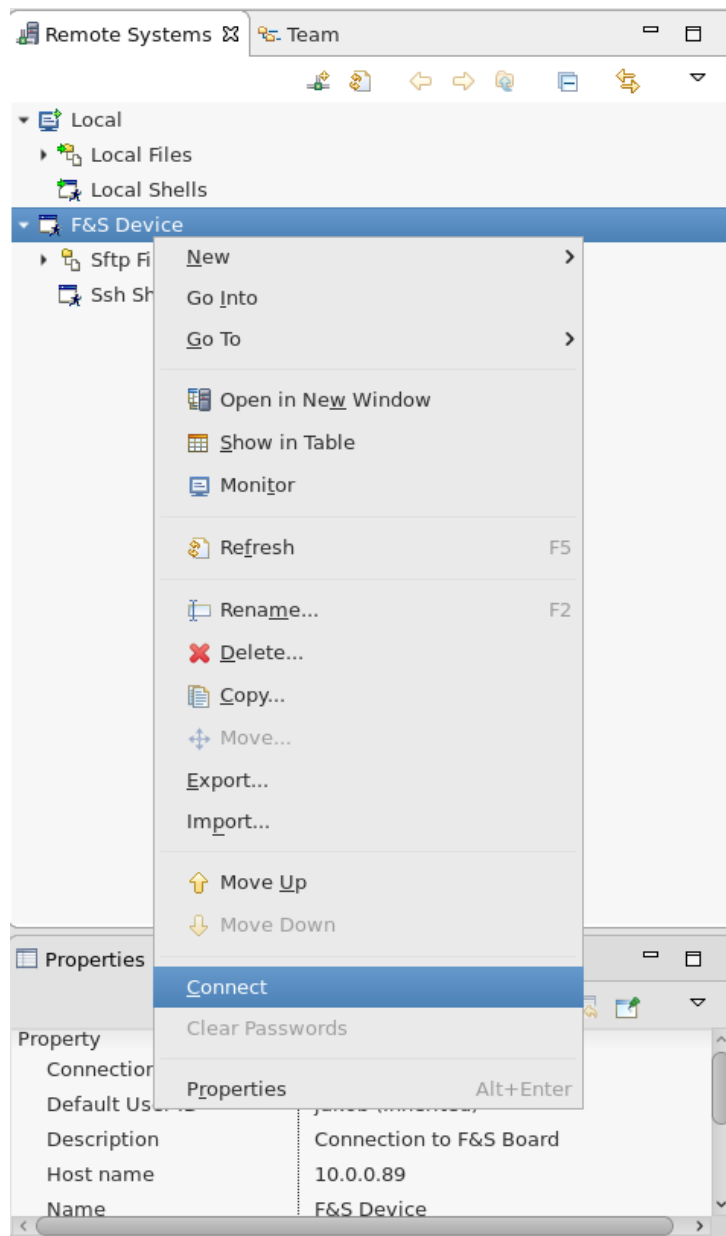 Remote Systems Team
Local
Local Files
Local Shells
F&S Device
Sftp Fi
Ssh Sh
New
Go Into
Go To
Open in New Window
Show in Table
Monitor
Refresh F5
Rename... F2
Delete...
Copy...
Move...
Export...
Import...
Move Up
Move Down
Connect
Clear Passwords
Properties Alt+Enter
Properties
Property
Connection
Default
Description Connection to F&S Board
Host name 10.0.0.89
Name F&S Device